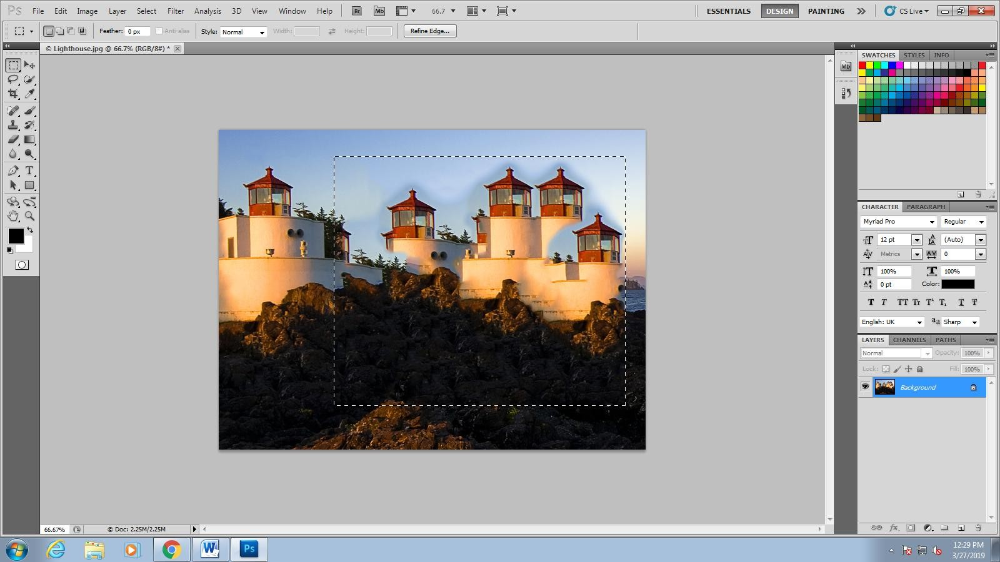 Ps File Edit Image Layer Select Filter Analysis 3D View Window Help Br Mb 66.7 ESSENTIALS DESIGN PAINTING CS Live
Feather: 0 px Anti-alias Style: Normal Width: Height: Refine Edge...
© Lighthouse.jpg @ 66.7% (RGB/8#) *
Mb
SWATCHES STYLES INFO
CHARACTER PARAGRAPH
Myriad Pro Regular
12 pt (Auto)
Metrics 0
100% 100%
0 pt Color:
T T TT Tr T¹ T₁ T T
English: UK aa Sharp
LAYERS CHANNELS PATHS
Normal Opacity: 100%
Lock: Fill: 100%
Background
66.67% © Doc: 2.25M/2.25M
W Ps
12:29 PM
3/27/2019